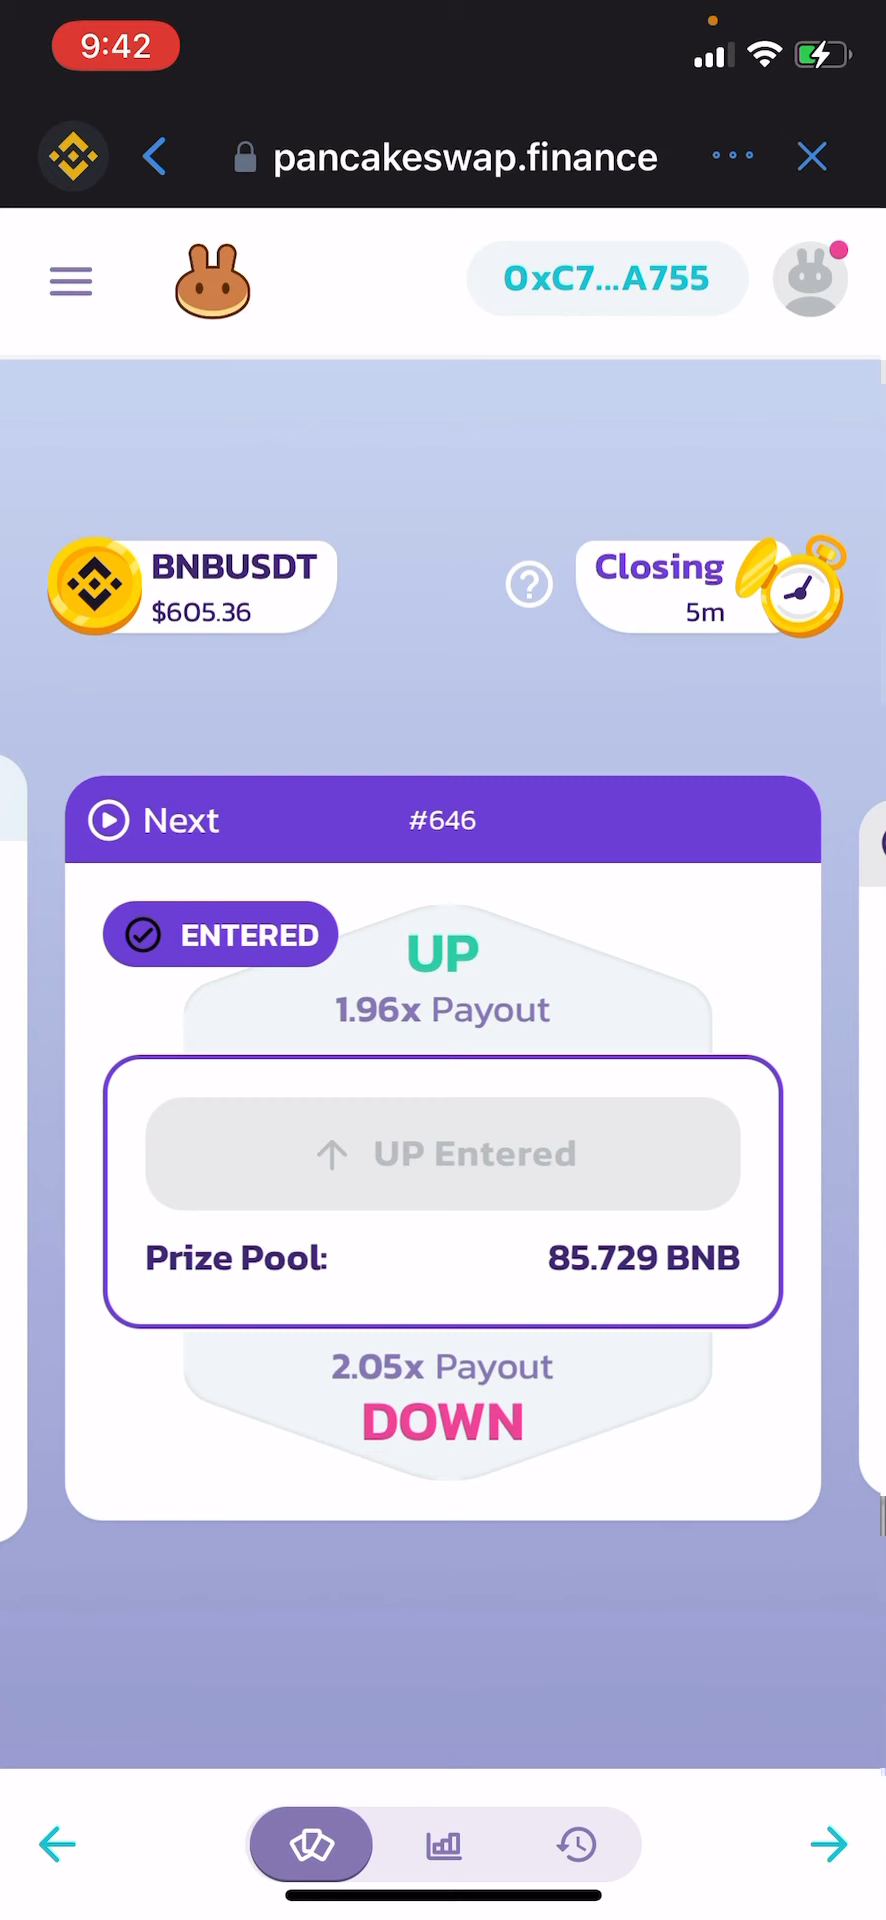 9:42
pancakeswap.finance
0xC7...A755
BNBUSDT
$605.36
Closing
5m
Next
#646
ENTERED
UP
1.96x Payout
UP Entered
Prize Pool:
85.729 BNB
2.05x Payout
DOWN